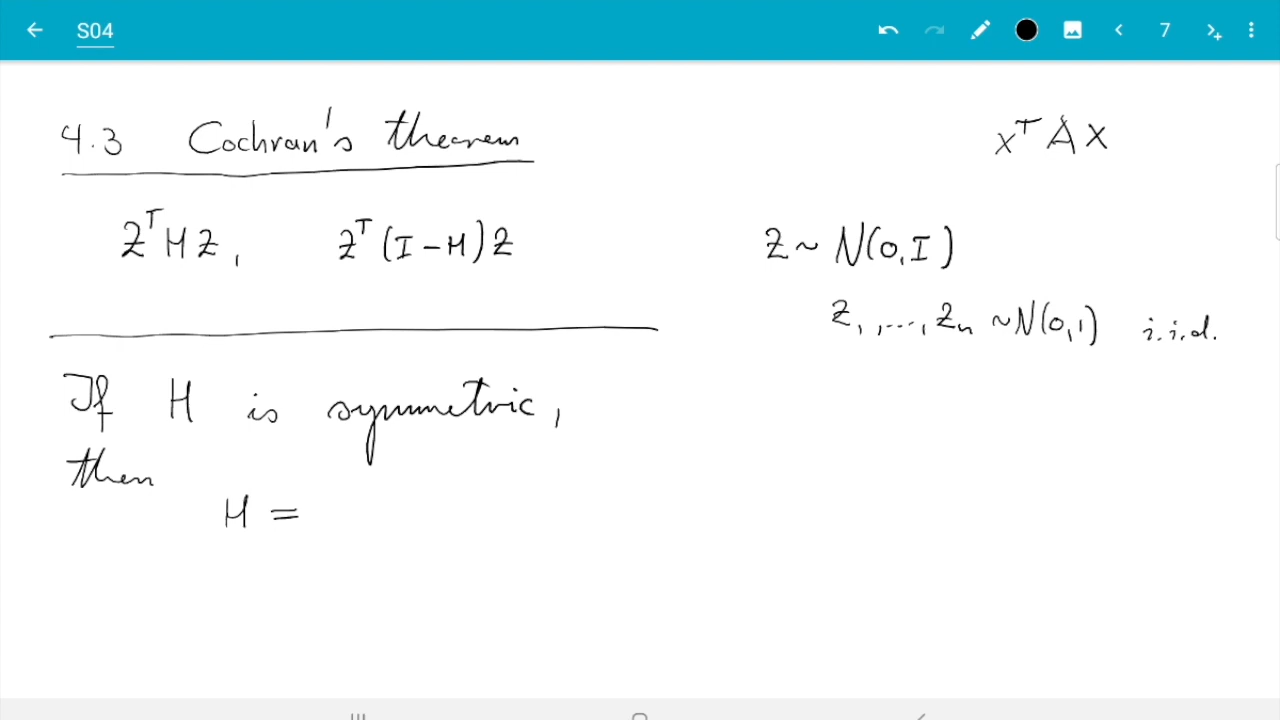 S04
7
4.3 Cochran's theorem
x^T A x
Z^T H Z, Z^T (I - H) Z
Z ~ N(0, I)
Z_1, ..., Z_n ~ N(0, 1) i.i.d.
If H is symmetric,
then
H =